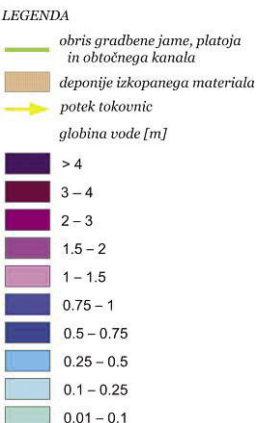 LEGENDA
obris gradbene jame, platoja
in obtočnega kanala
deponije izkopanega materiala
potek tokovnic
globina vode [m]
> 4
3 – 4
2 – 3
1.5 – 2
1 – 1.5
0.75 – 1
0.5 – 0.75
0.25 – 0.5
0.1 – 0.25
0.01 – 0.1